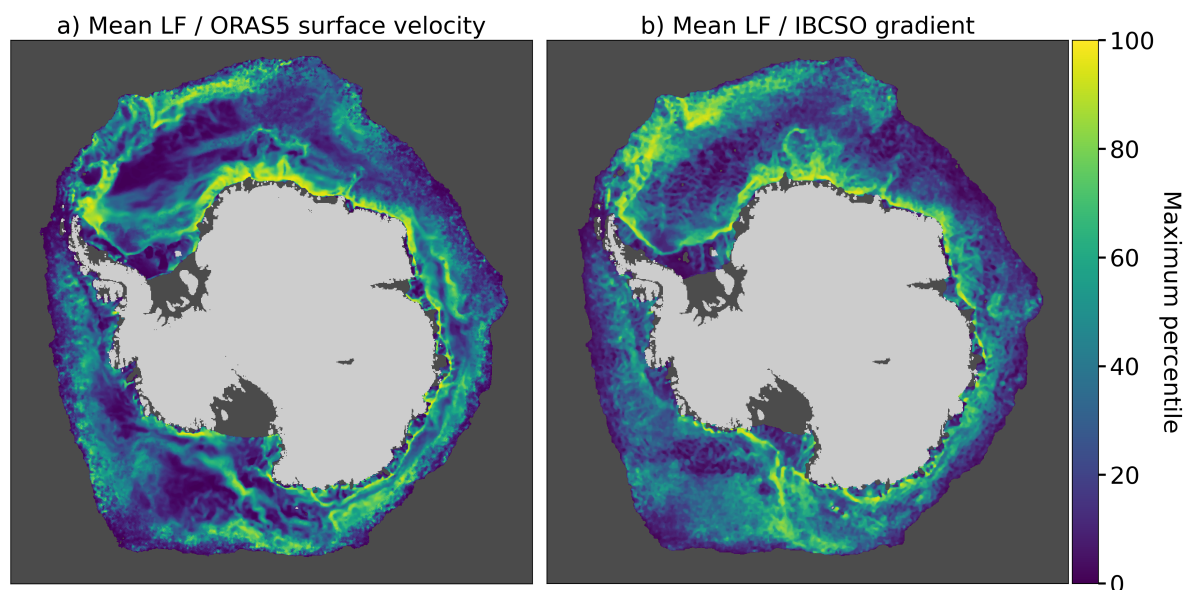 a) Mean LF / ORAS5 surface velocity
b) Mean LF / IBCSO gradient
100
80
60
40
20
0
Maximum percentile